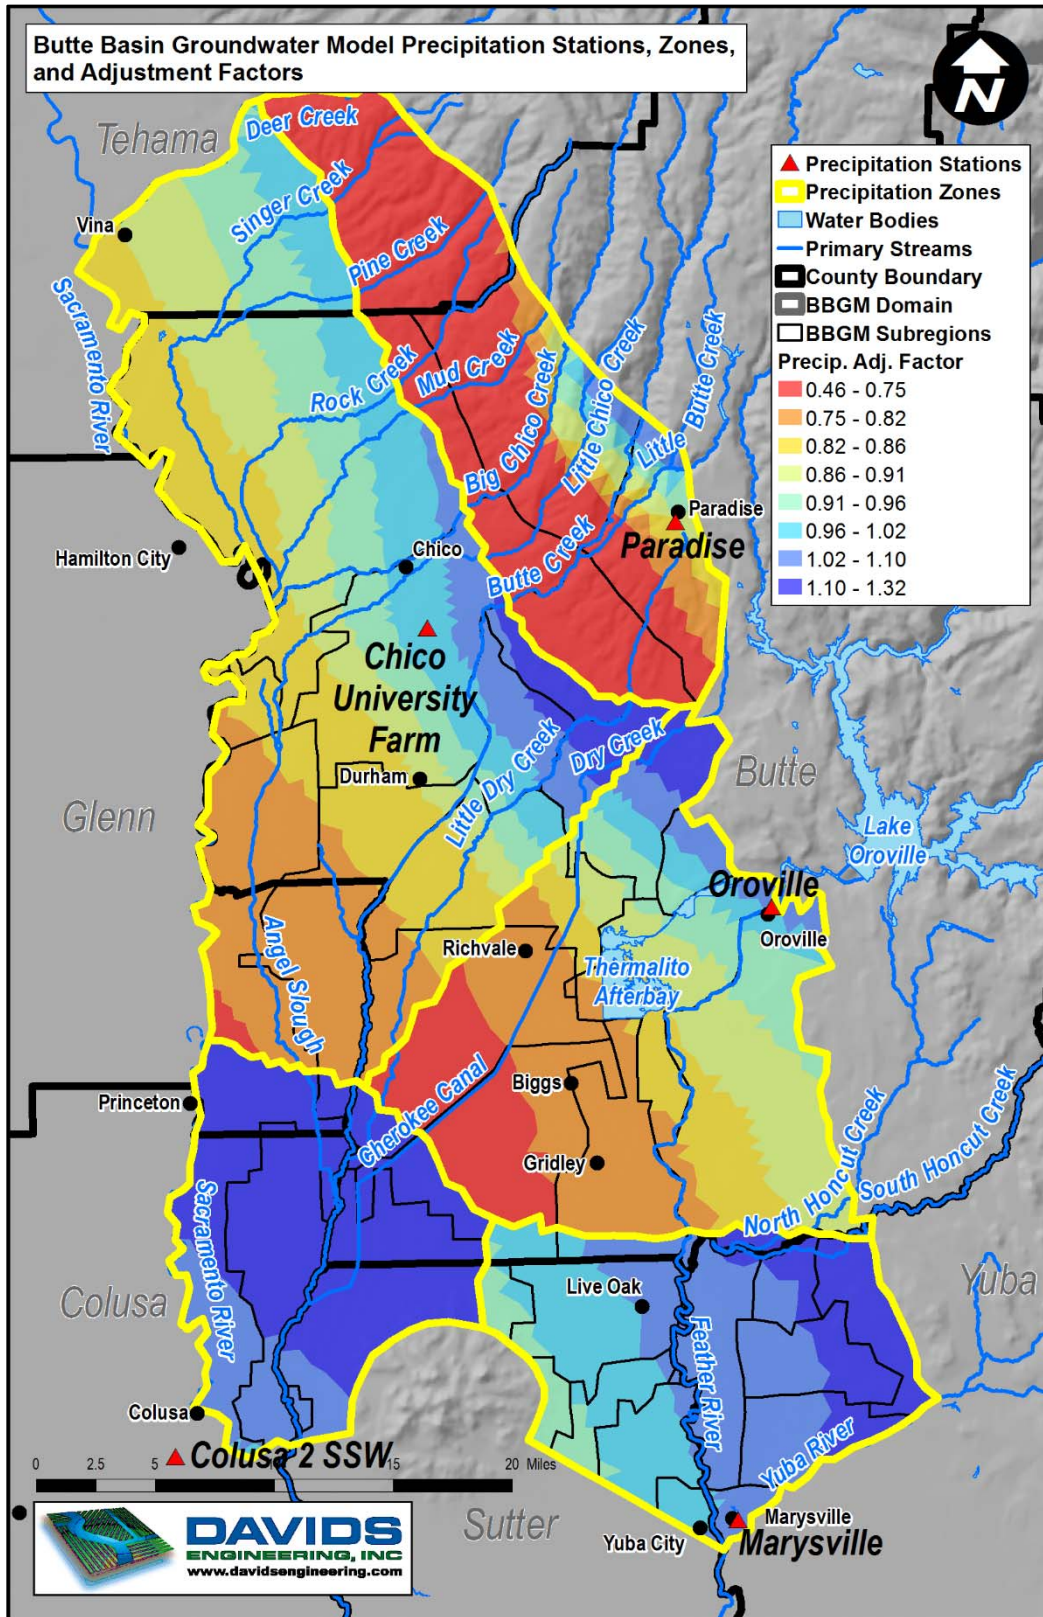 Butte Basin Groundwater Model Precipitation Stations, Zones,
and Adjustment Factors
N
Precipitation Stations
Precipitation Zones
Water Bodies
Primary Streams
County Boundary
BBGM Domain
BBGM Subregions
Precip. Adj. Factor
0.46 - 0.75
0.75 - 0.82
0.82 - 0.86
0.86 - 0.91
0.91 - 0.96
0.96 - 1.02
1.02 - 1.10
1.10 - 1.32
Tehama
Deer Creek
Singer Creek
Vina
Pine Creek
Sacramento River
Rock Creek
Mud Creek
Big Chico Creek
Little Chico Creek
Little Butte Creek
Paradise
Paradise
Hamilton City
Chico
Butte Creek
Chico
University
Farm
Durham
Little Dry Creek
Dry Creek
Butte
Glenn
Lake
Oroville
Oroville
Oroville
Richvale
Thermalito
Afterbay
Angel Slough
Biggs
Princeton
Cherokee Canal
Gridley
North Honcut Creek
South Honcut Creek
Sacramento River
Colusa
Live Oak
Yuba
Feather River
Colusa
Colusa 2 SSW
Yuba River
0 2.5 5 10 15 20 Miles
Sutter
Marysville
Yuba City
Marysville
DAVIDS
ENGINEERING, INC
www.davidsengineering.com